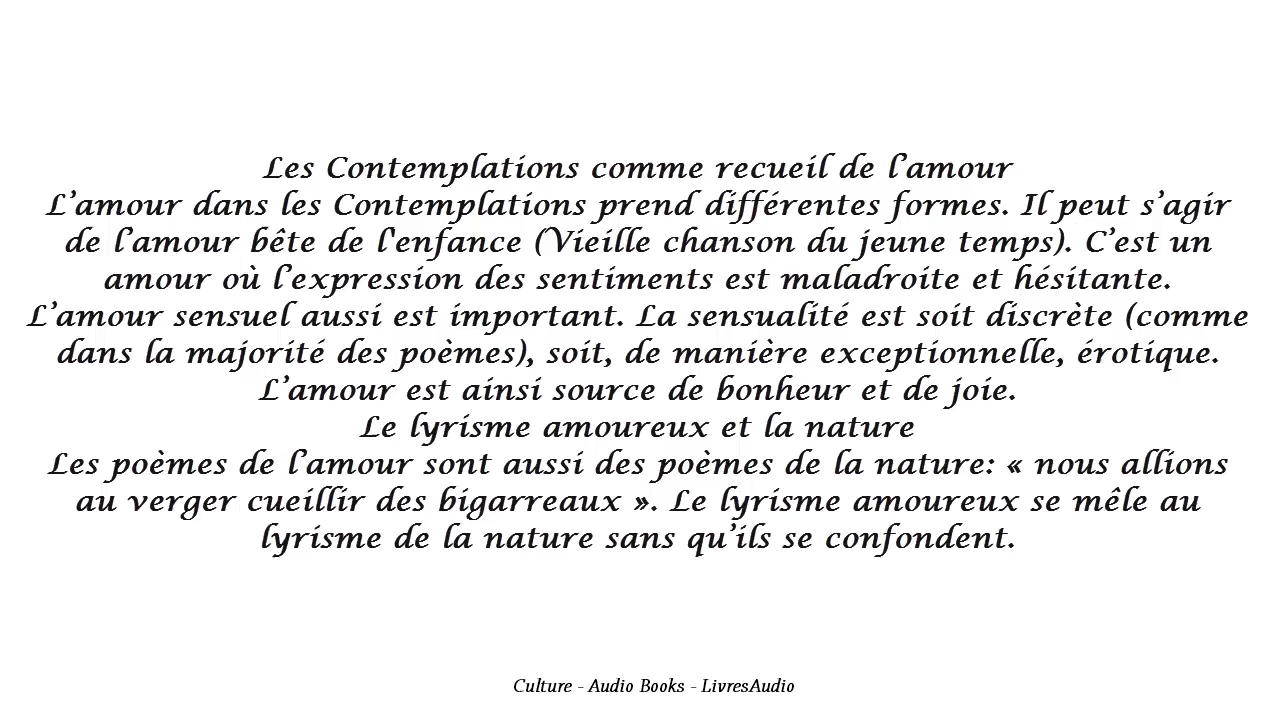 Les Contemplations comme recueil de l’amour
L’amour dans les Contemplations prend différentes formes. Il peut s’agir
de l’amour bête de l'enfance (Vieille chanson du jeune temps). C’est un
amour où l’expression des sentiments est maladroite et hésitante.
L’amour sensuel aussi est important. La sensualité est soit discrète (comme
dans la majorité des poèmes), soit, de manière exceptionnelle, érotique.
L’amour est ainsi source de bonheur et de joie.
Le lyrisme amoureux et la nature
Les poèmes de l’amour sont aussi des poèmes de la nature: « nous allions
au verger cueillir des bigarreaux ». Le lyrisme amoureux se mêle au
lyrisme de la nature sans qu’ils se confondent.
Culture - Audio Books - LivresAudio